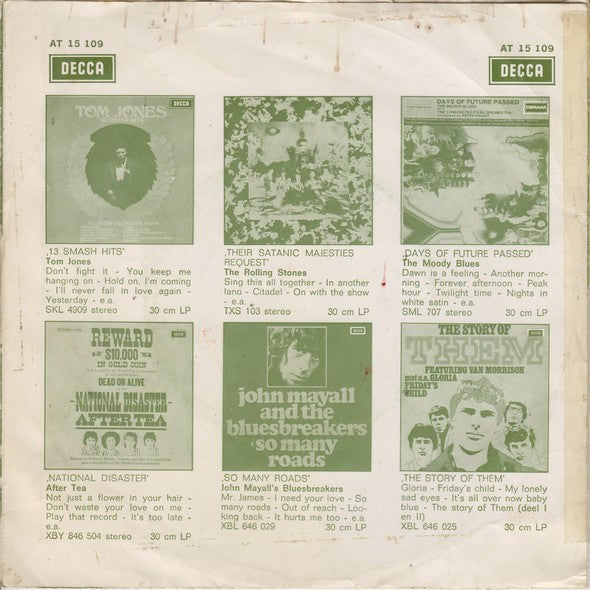 AT 15 109
AT 15 109
DECCA
DECCA
TOM JONES
13 SMASH HITS
DAYS OF FUTURE PASSED
THE MOODY BLUES
DERAM
‚13 SMASH HITS'
Tom Jones
Don't fight it - You keep me
hanging on - Hold on, I'm coming
- I'll never fall in love again -
Yesterday - e.a.
SKL 4909 stereo 30 cm LP
‚THEIR SATANIC MAJESTIES
REQUEST'
The Rolling Stones
Sing this all together - In another
lano - Citadel - On with the show
- e.a.
TXS 103 stereo 30 cm LP
‚DAYS OF FUTURE PASSED'
The Moody Blues
Dawn is a feeling - Another mor-
ning - Forever afternoon - Peak
hour - Twilight time - Nights in
white satin - e.a.
SML 707 stereo 30 cm LP
REWARD
$10,000
IN GOLD COIN
DEAD OR ALIVE
-NATIONAL DISASTER-
AFTER TEA
john mayall
and the
bluesbreakers
so many
roads
THE STORY OF
THEM
FEATURING VAN MORRISON
met o.a. GLORIA
FRIDAY'S
CHILD
‚NATIONAL DISASTER'
After Tea
Not just a flower in your hair -
Don't waste your love on me -
Play that record - It's too late -
e.a.
XBY 846 504 stereo 30 cm LP
‚SO MANY ROADS'
John Mayall's Bluesbreakers
Mr. James - I need your love - So
many roads - Out of reach - Loo-
king back - It hurts me too - e.a.
XBL 646 029 30 cm LP
‚THE STORY OF THEM'
Gloria - Friday's child - My lonely
sad eyes - It's all over now baby
blue - The story of Them (deel I
en II)
XBL 646 025 30 cm LP